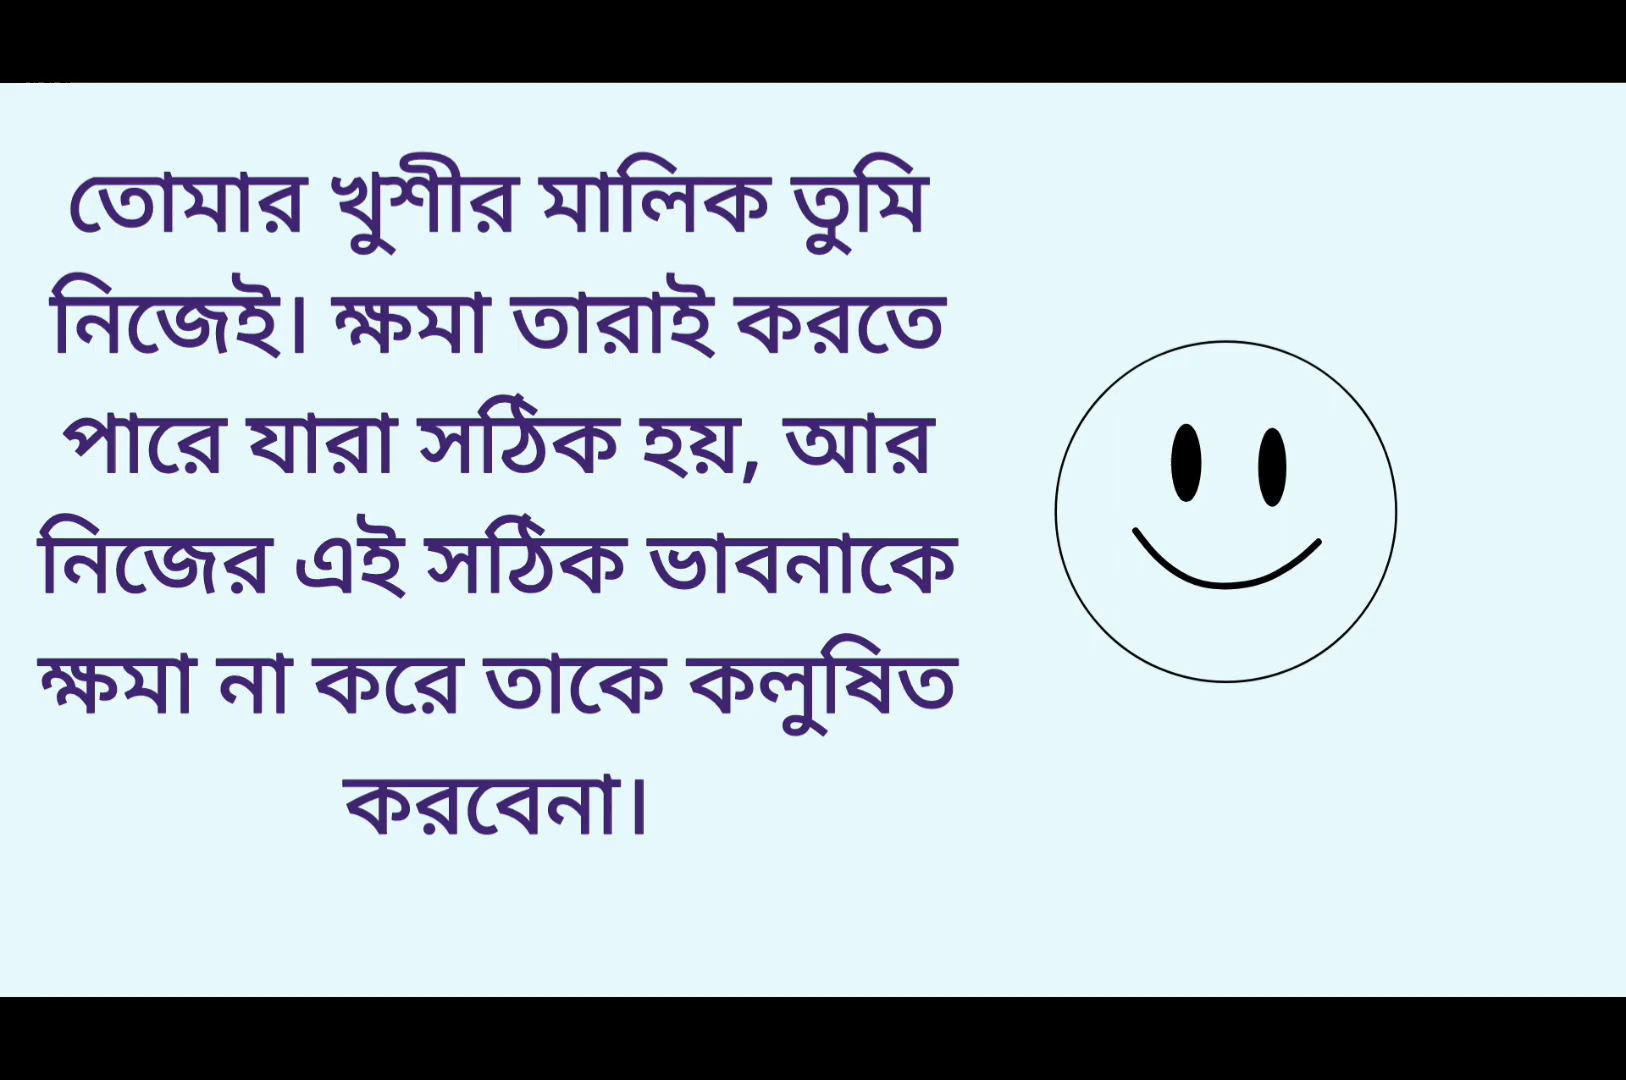 তোমার খুশীর মালিক তুমি
নিজেই। ক্ষমা তারাই করতে
পারে যারা সঠিক হয়, আর
নিজের এই সঠিক ভাবনাকে
ক্ষমা না করে তাকে কলুষিত
করবেনা।